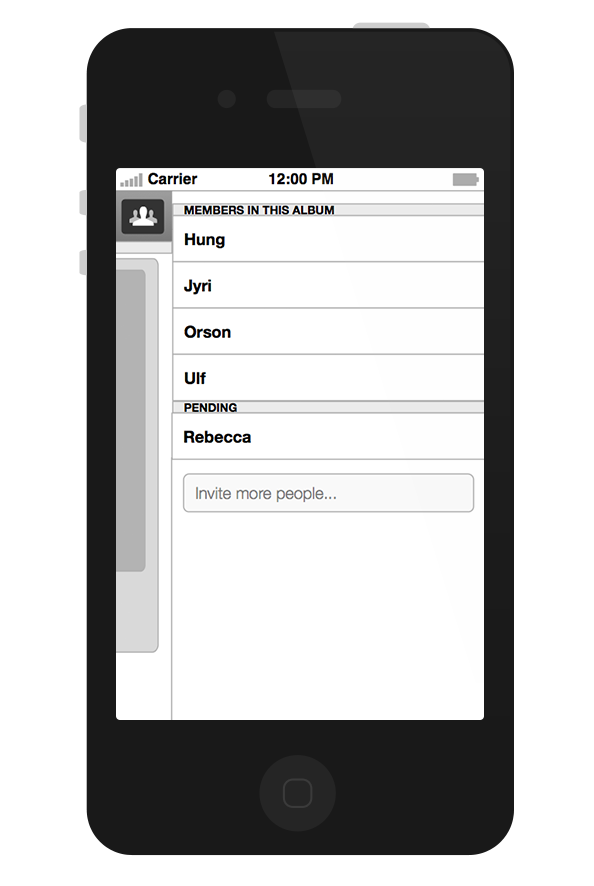 Carrier 12:00 PM
MEMBERS IN THIS ALBUM
Hung
Jyri
Orson
Ulf
PENDING
Rebecca
Invite more people...